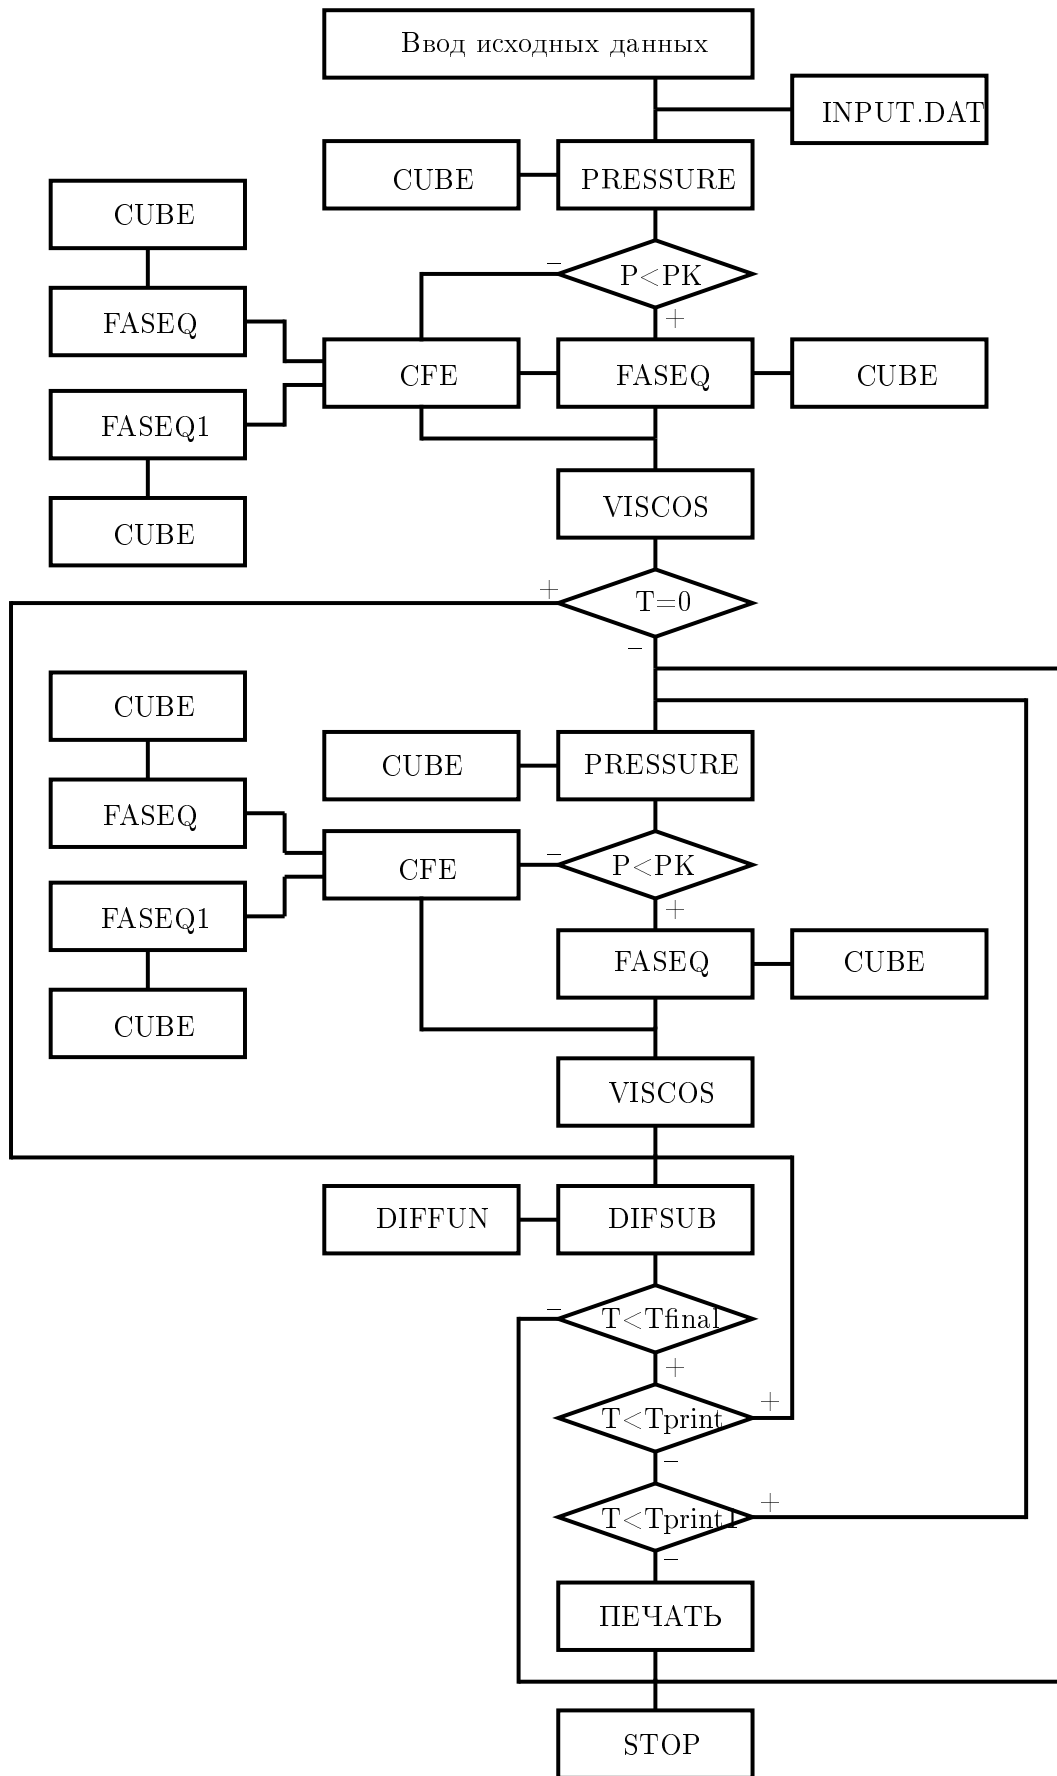 Ввод исходных данных
INPUT.DAT
CUBE
PRESSURE
CUBE
–
P<PK
FASEQ
+
CFE
FASEQ
CUBE
FASEQ1
VISCOS
CUBE
+
T=0
–
CUBE
CUBE
PRESSURE
FASEQ
–
P<PK
CFE
+
FASEQ1
FASEQ
CUBE
CUBE
VISCOS
DIFFUN
DIFSUB
–
T<Tfinal
+
+
T<Tprint
–
+
T<Tprint1
–
ПЕЧАТЬ
STOP